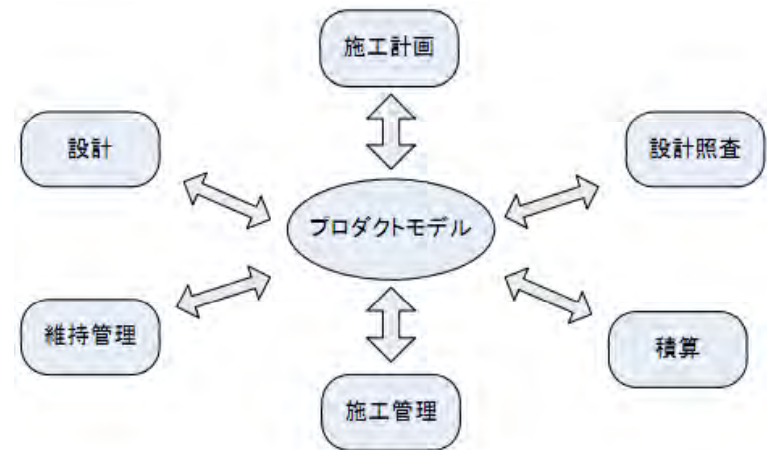 施工計画
設計
設計照査
プロダクトモデル
維持管理
積算
施工管理